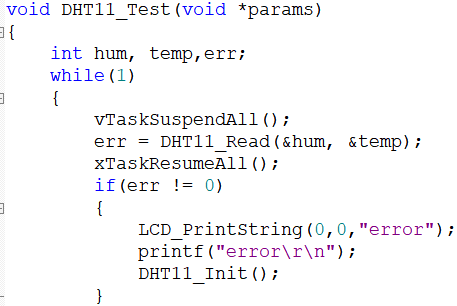 void DHT11_Test(void *params)
{
    int hum, temp,err;
    while(1)
    {
        vTaskSuspendAll();
        err = DHT11_Read(&hum, &temp);
        xTaskResumeAll();
        if(err != 0)
        {
            LCD_PrintString(0,0,"error");
            printf("error\r\n");
            DHT11_Init();
        }